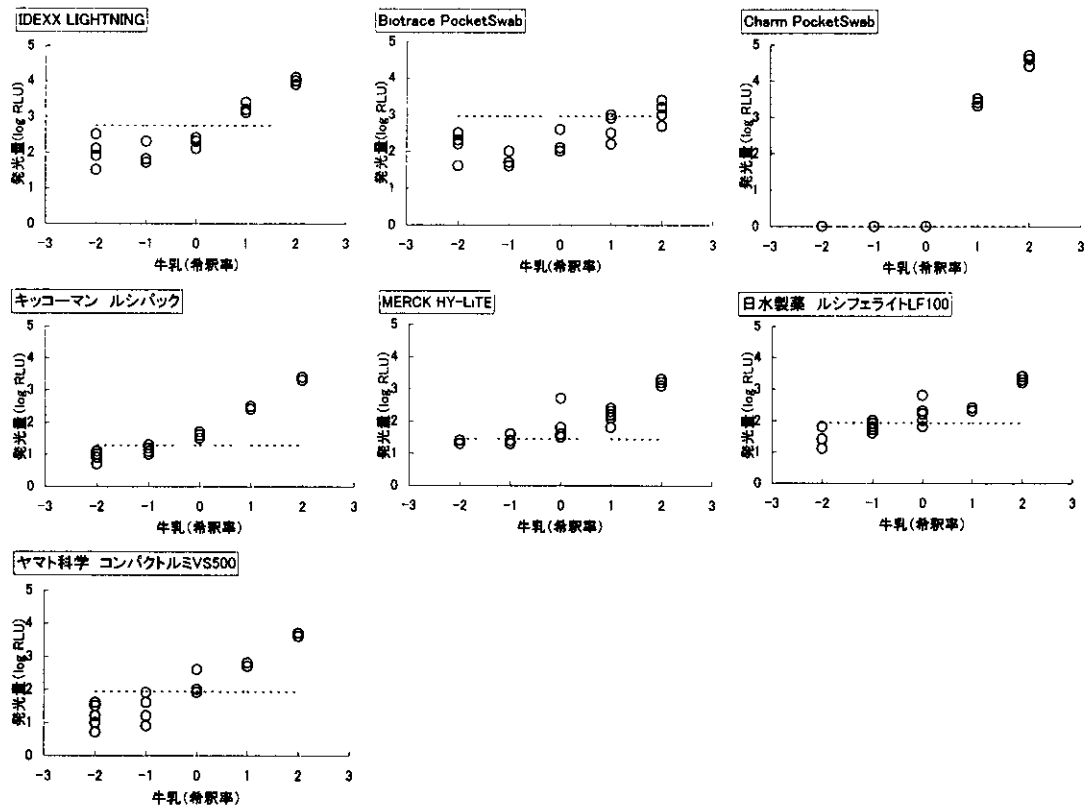 IDEXX LIGHTNING
5
4
3
2
1
0
発光量(log RLU)
-3 -2 -1 0 1 2 3
牛乳(希釈率)
Biotrace PocketSwab
5
4
3
2
1
0
発光量(log RLU)
-3 -2 -1 0 1 2 3
牛乳(希釈率)
Charm PocketSwab
5
4
3
2
1
0
発光量(log RLU)
-3 -2 -1 0 1 2 3
牛乳(希釈率)
キッコーマン ルシパック
5
4
3
2
1
0
発光量(log RLU)
-3 -2 -1 0 1 2 3
牛乳(希釈率)
MERCK HY-LiTE
5
4
3
2
1
0
発光量(log RLU)
-3 -2 -1 0 1 2 3
牛乳(希釈率)
日水製薬 ルシフェライトLF100
5
4
3
2
1
0
発光量(log RLU)
-3 -2 -1 0 1 2 3
牛乳(希釈率)
ヤマト科学 コンパクトルミVS500
5
4
3
2
1
0
発光量(log RLU)
-3 -2 -1 0 1 2 3
牛乳(希釈率)